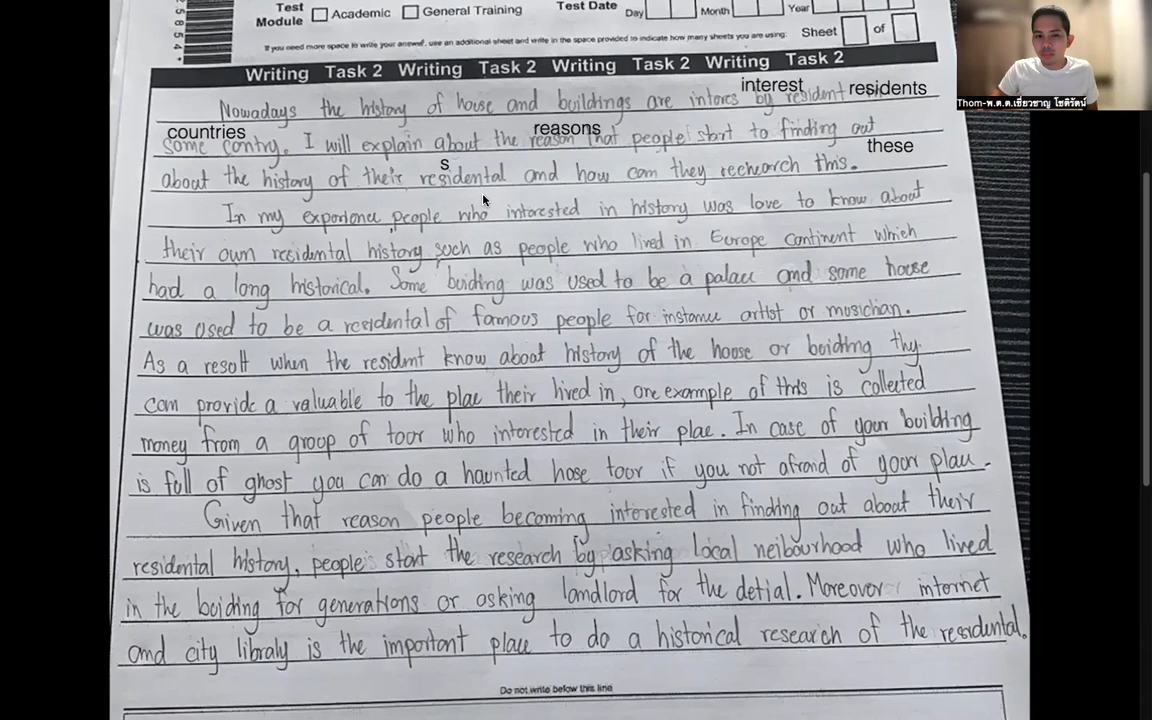 Test Module
Academic
General Training
Test Date
Day
Month
Year
If you need more space to write your answer, use an additional sheet and write in the space provided to indicate how many sheets you are using:
Sheet
of
Writing Task 2 Writing Task 2 Writing Task 2 Writing Task 2
interest
residents
Nowadays the history of house and buildings are inters by resident
countries
reasons
some contry. I will explain about the reason that people start to finding out
these
s
about the history of their residental and how can they rechearch this.
In my experience, people who interested in history was love to know about
their own residental history such as people who lived in Europe continent which
had a long historical. Some buiding was used to be a palace and some house
was used to be a residental of famous people for instance artist or musichian.
As a result when the resident know about history of the house or buiding thy
can provide a valuable to the place their lived in, one example of this is collected
money from a group of tour who interested in their place. In case of your building
is full of ghost you can do a haunted hose tour if you not afraid of your place.
Given that reason people becoming interested in finding out about their
residental history, people start the research by asking local neibourhood who lived
in the buiding for generations or asking landlord for the detial. Moreover internet
and city libraly is the important place to do a historical research of the residental.
Do not write below this line
Thom-พ.ต.ต.เชี่ยวชาญ โชติรัตน์